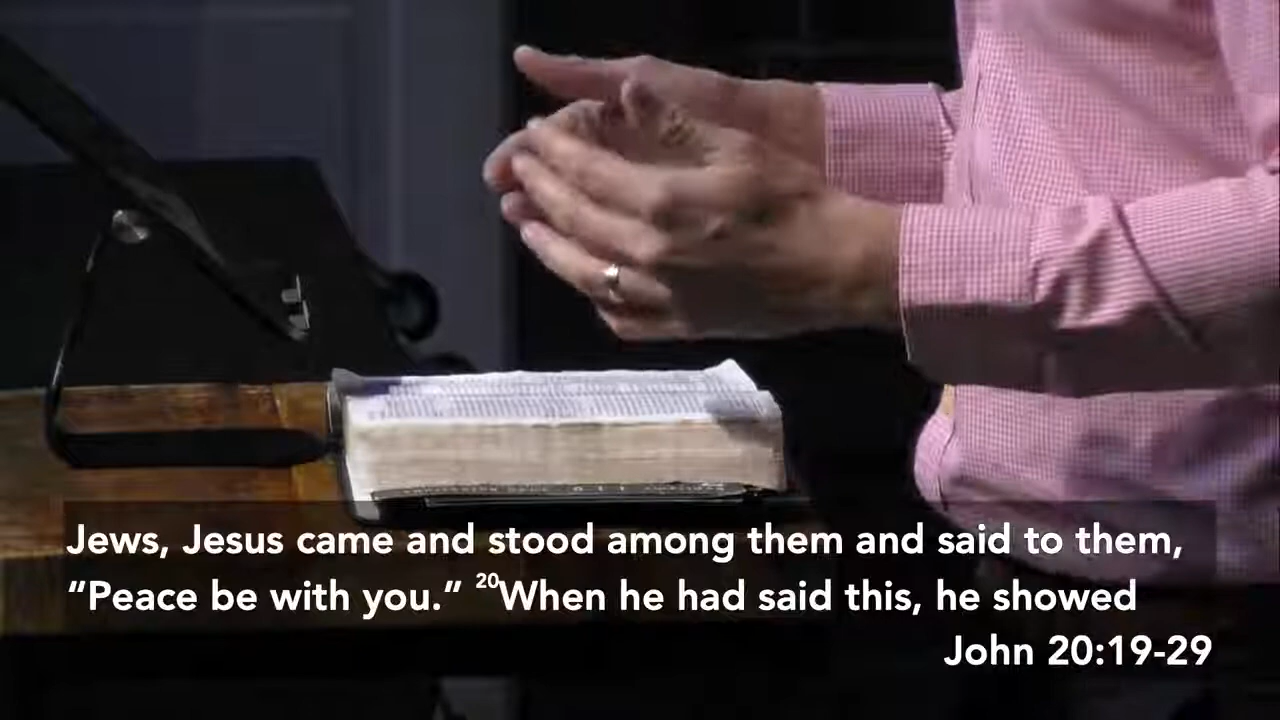 Jews, Jesus came and stood among them and said to them,
“Peace be with you.” ²⁰When he had said this, he showed
John 20:19-29